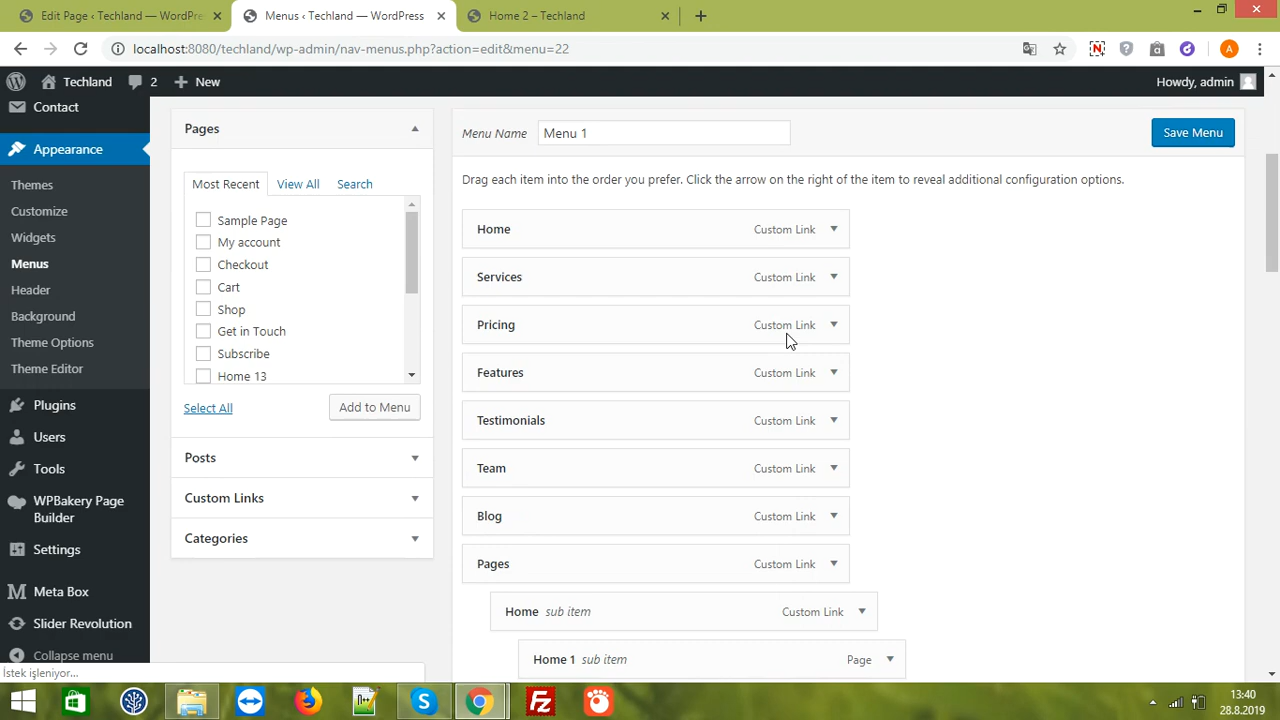 Edit Page ‹ Techland — WordPre
Menus ‹ Techland — WordPress
Home 2 – Techland
localhost:8080/techland/wp-admin/nav-menus.php?action=edit&menu=22
A
Techland
2
New
Howdy, admin
Contact
Appearance
Themes
Customize
Widgets
Menus
Header
Background
Theme Options
Theme Editor
Plugins
Users
Tools
WPBakery Page
Builder
Settings
Meta Box
Slider Revolution
Collapse menu
İstek işleniyor...
Pages
Most Recent
View All
Search
Sample Page
My account
Checkout
Cart
Shop
Get in Touch
Subscribe
Home 13
Select All
Add to Menu
Posts
Custom Links
Categories
Menu Name
Menu 1
Save Menu
Drag each item into the order you prefer. Click the arrow on the right of the item to reveal additional configuration options.
Home Custom Link
Services Custom Link
Pricing Custom Link
Features Custom Link
Testimonials Custom Link
Team Custom Link
Blog Custom Link
Pages Custom Link
Home sub item Custom Link
Home 1 sub item Page
13:40
28.8.2019